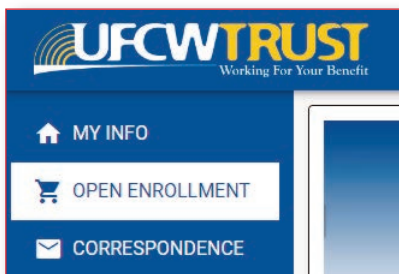 UFCWTRUST
Working For Your Benefit
MY INFO
OPEN ENROLLMENT
CORRESPONDENCE